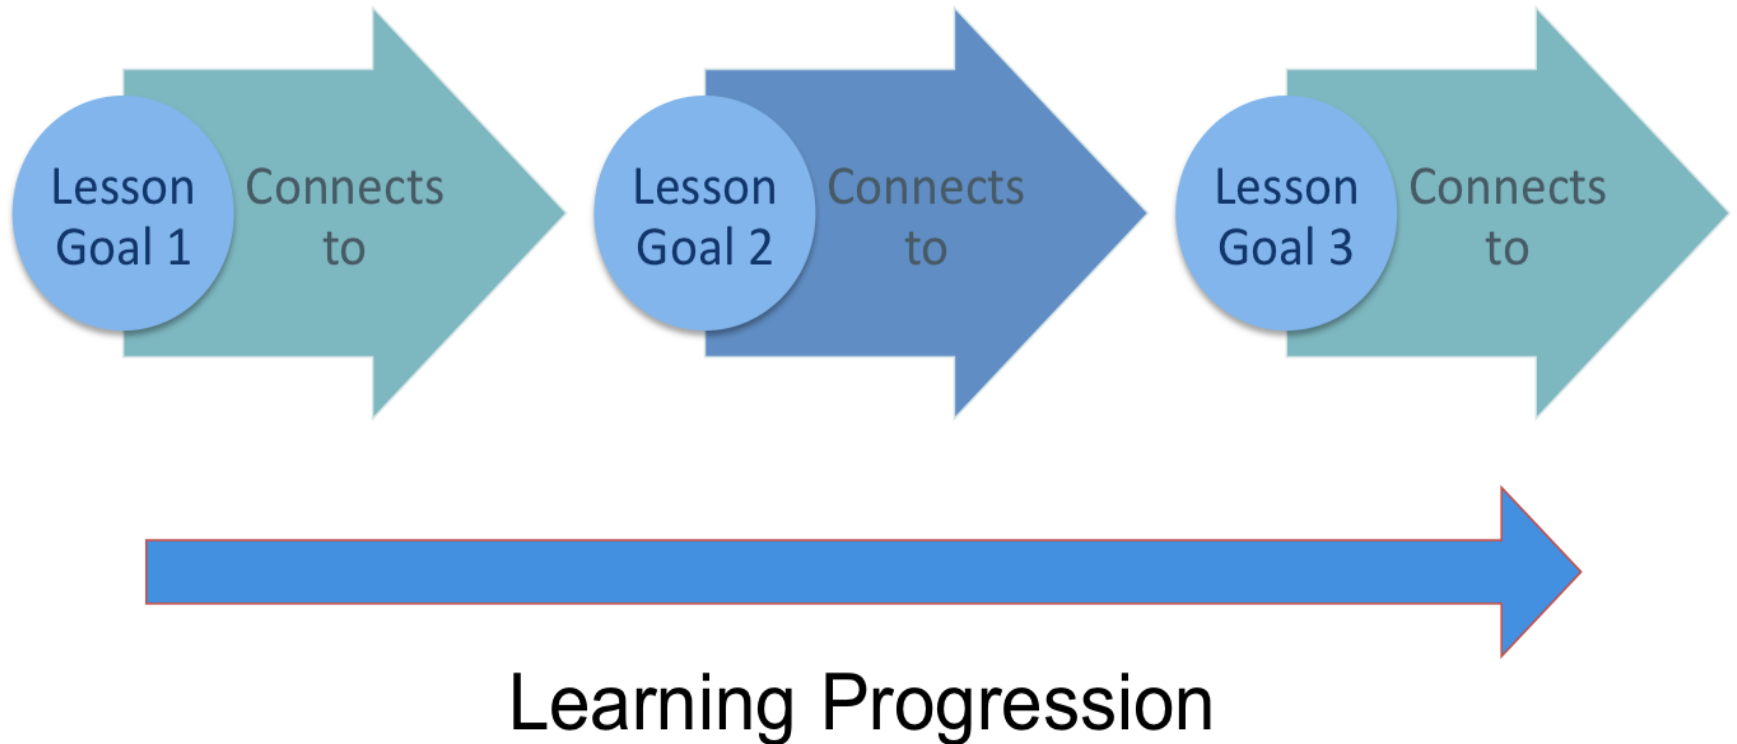 Lesson
Goal 1
Connects
to
Lesson
Goal 2
Connects
to
Lesson
Goal 3
Connects
to
Learning Progression